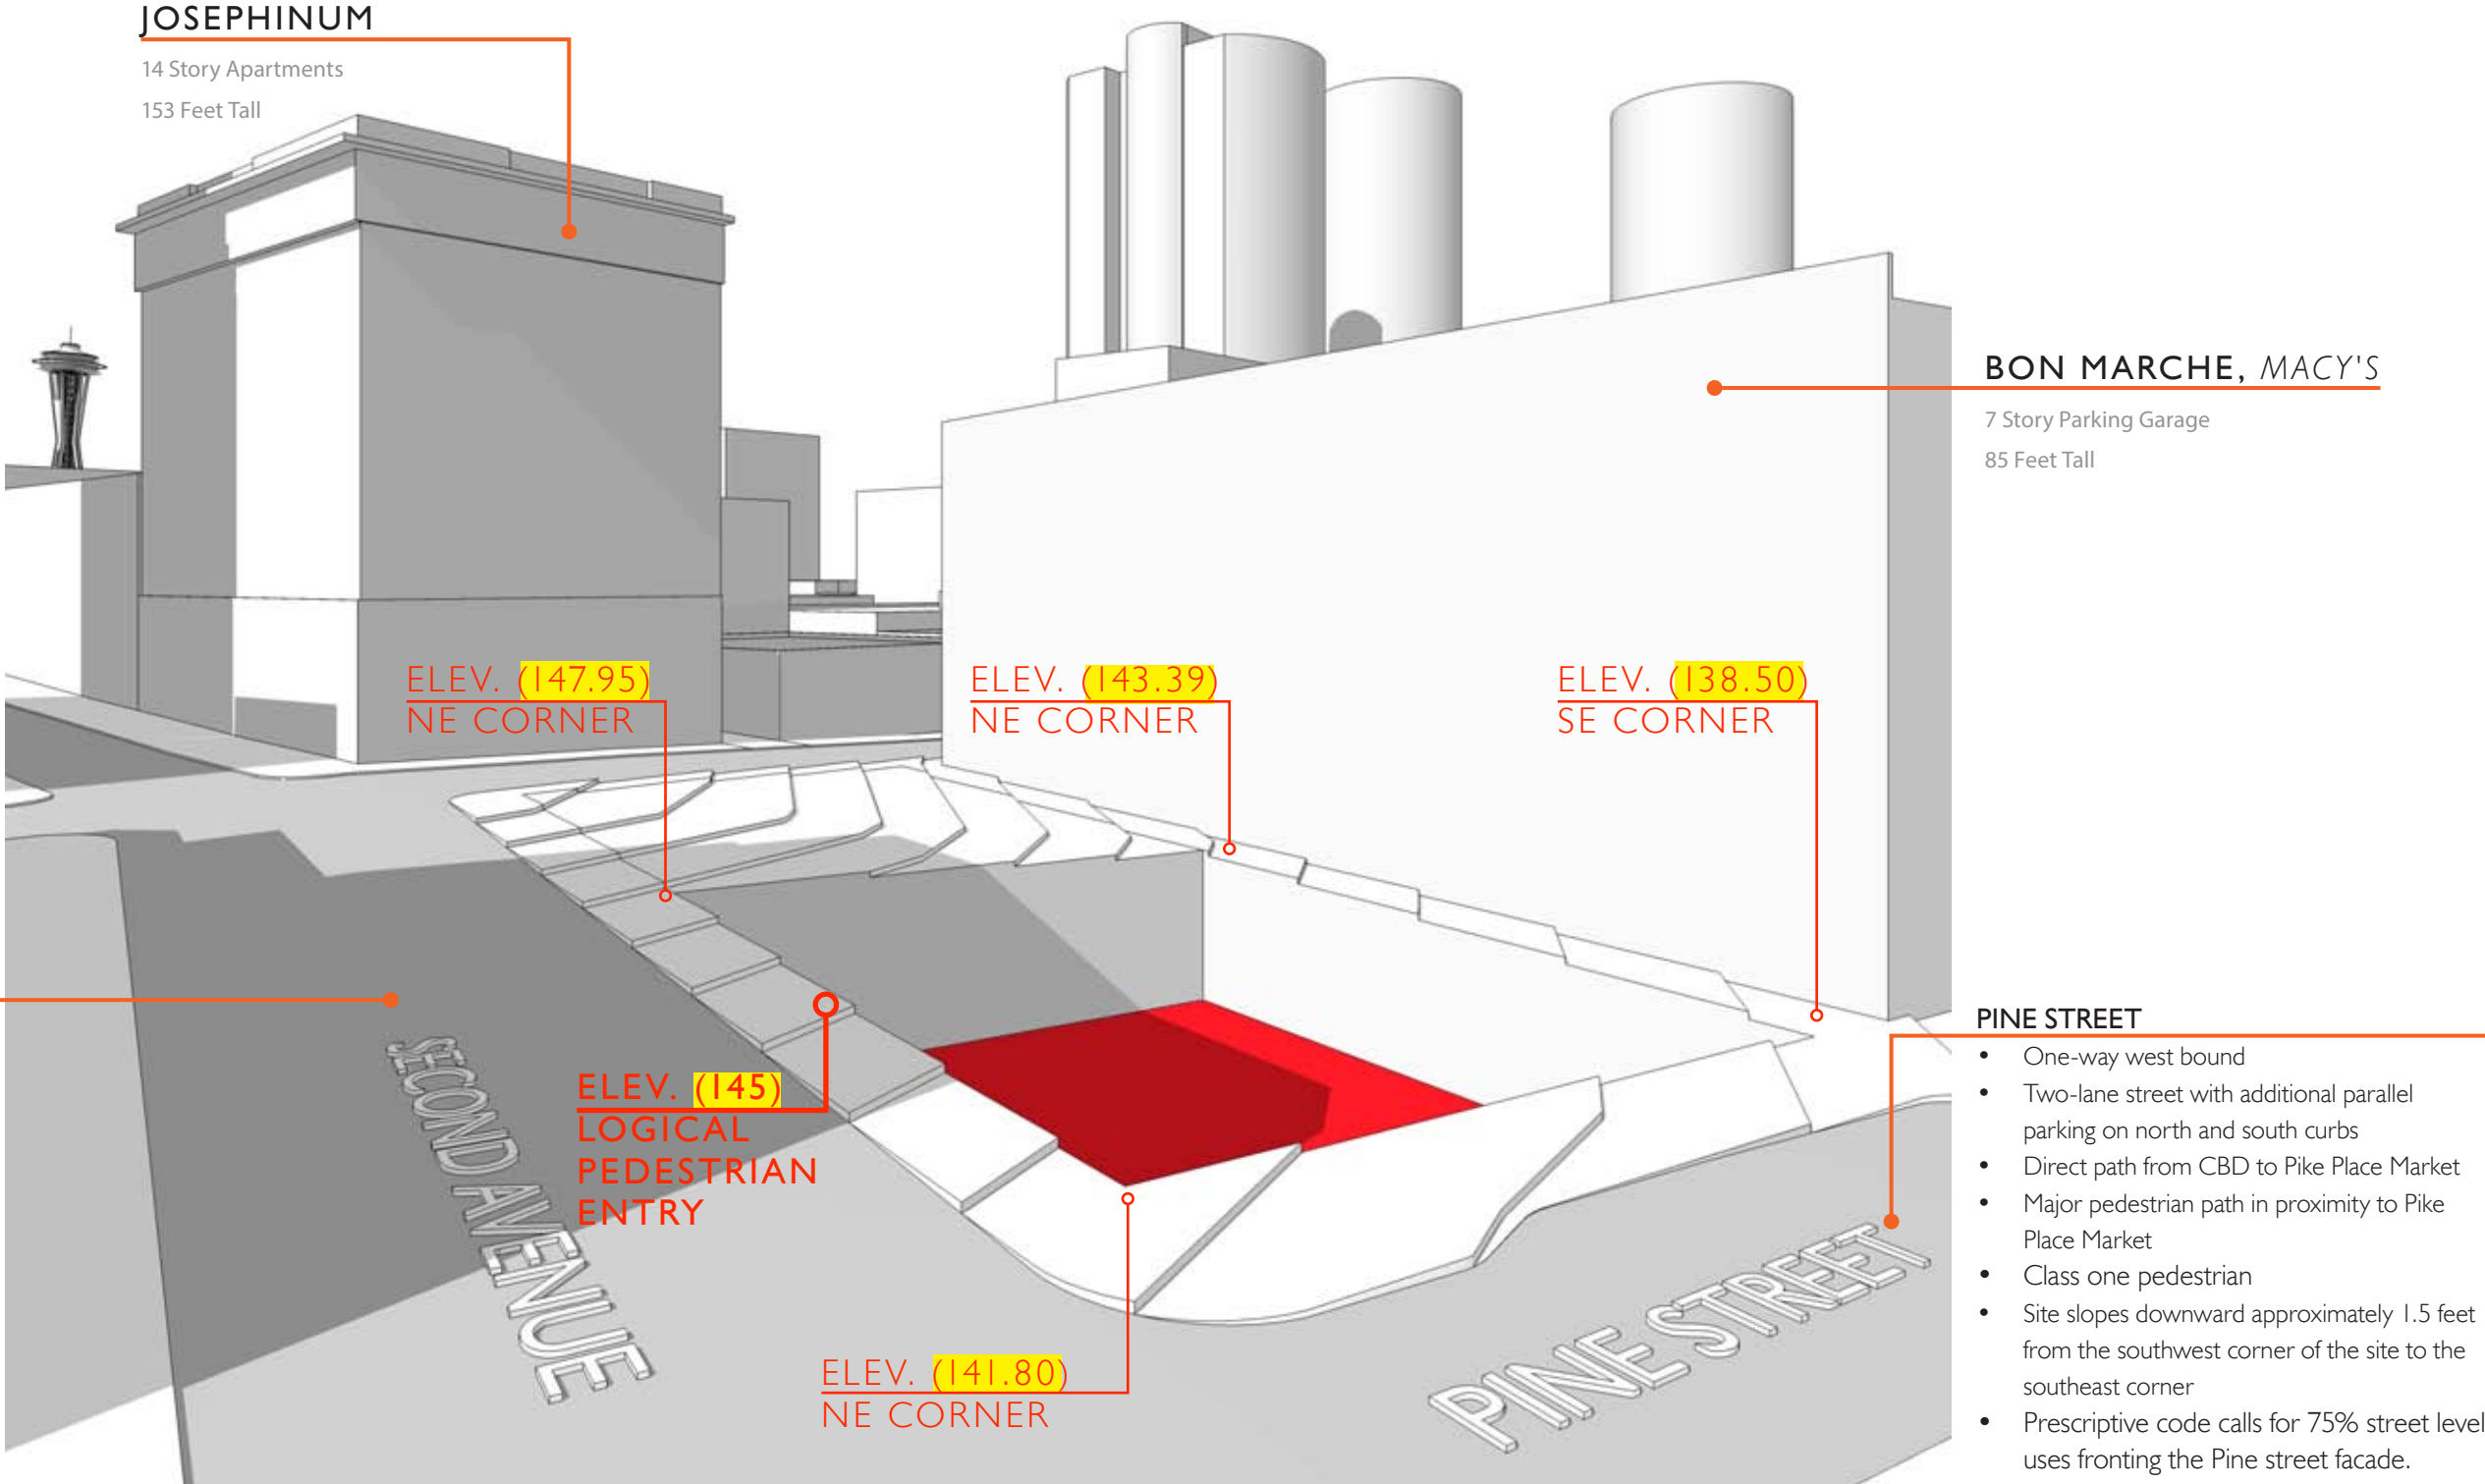 JOSEPHINUM
14 Story Apartments
153 Feet Tall
BON MARCHE, MACY'S
7 Story Parking Garage
85 Feet Tall
ELEV. (147.95)
NE CORNER
ELEV. (143.39)
NE CORNER
ELEV. (138.50)
SE CORNER
ELEV. (145)
LOGICAL
PEDESTRIAN
ENTRY
SECOND AVENUE
ELEV. (141.80)
NE CORNER
PINE STREET
PINE STREET
• One-way west bound
• Two-lane street with additional parallel
parking on north and south curbs
• Direct path from CBD to Pike Place Market
• Major pedestrian path in proximity to Pike
Place Market
• Class one pedestrian
• Site slopes downward approximately 1.5 feet
from the southwest corner of the site to the
southeast corner
• Prescriptive code calls for 75% street level
uses fronting the Pine street facade.